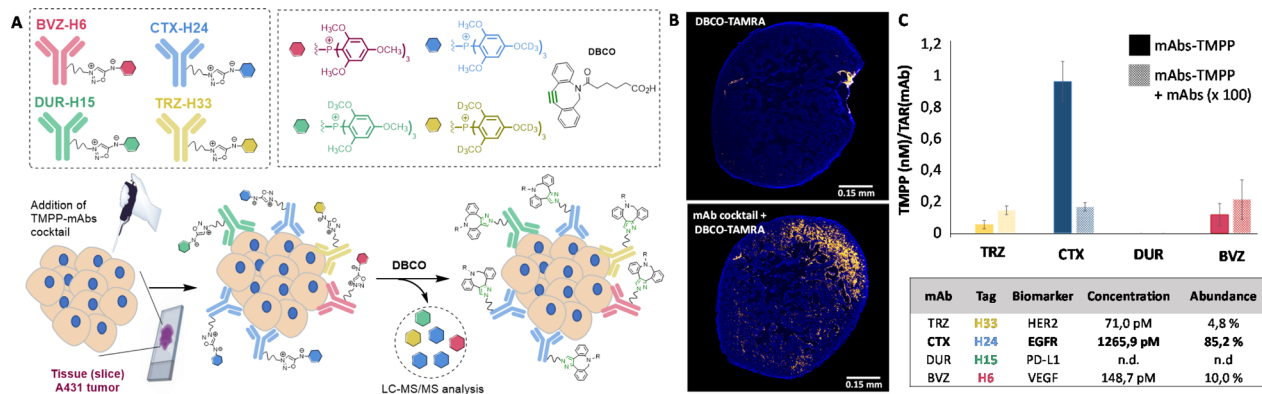 A
BVZ-H6
CTX-H24
DUR-H15
TRZ-H33
H3CO
OCH3
H3CO
H3CO
OCD3
H3CO
D3CO
OCH3
D3CO
D3CO
OCD3
D3CO
DBCO
CO2H
Addition of
TMPP-mAbs
cocktail
Tissue (slice)
A431 tumor
DBCO
LC-MS/MS analysis
B
DBCO-TAMRA
0.15 mm
mAb cocktail +
DBCO-TAMRA
0.15 mm
C
TMPP (nM)/TAR(mAb)
1,2
1
0,8
0,6
0,4
0,2
0
TRZ CTX DUR BVZ
mAbs-TMPP
mAbs-TMPP
+ mAbs (x 100)
mAb Tag Biomarker Concentration Abundance
TRZ H33 HER2 71,0 pM 4,8 %
CTX H24 EGFR 1265,9 pM 85,2 %
DUR H15 PD-L1 n.d. n.d
BVZ H6 VEGF 148,7 pM 10,0 %